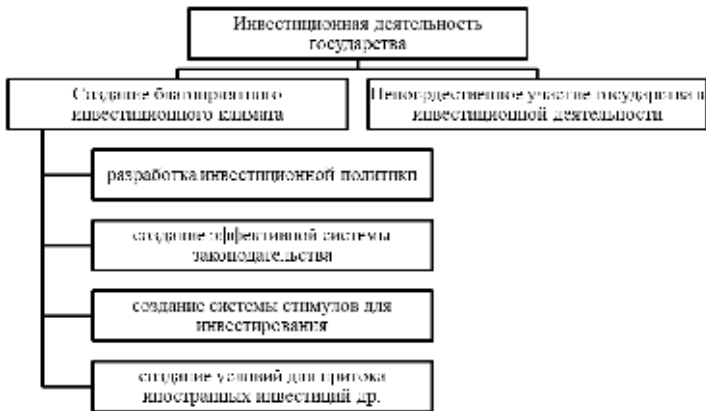 Инвестиционная деятельность
государства
Создание благоприятного
инвестиционного климата
Непосрдественное участие государства в
инвестиционной деятельности
разработка инвестиционной политики
создание эффективной системы
законодательства
создание системы стимулов для
инвестирования
создание условий для притока
иностранных инвестиций др.